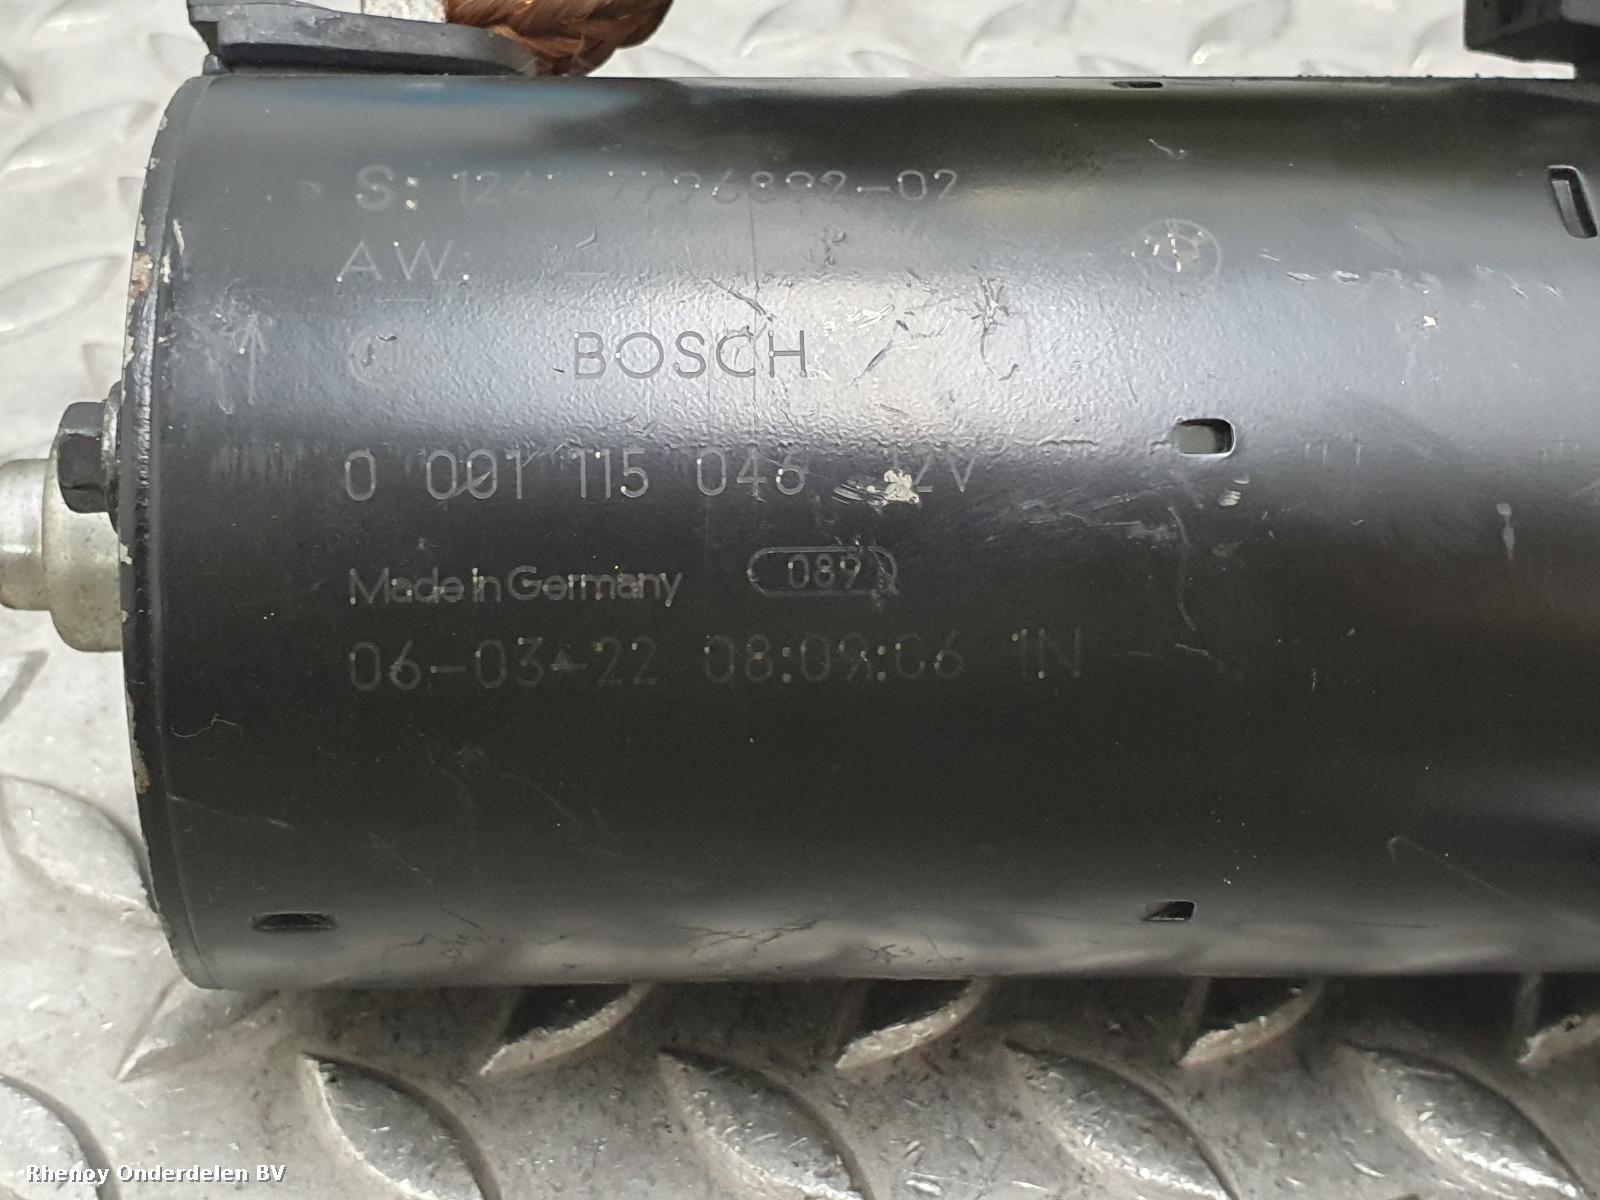 S: 1241 7796892-02
AW
BOSCH
0 001 115 046 12V
Made in Germany 089
06-03-22 08:09:06 1N
Rhenoy Onderdelen BV